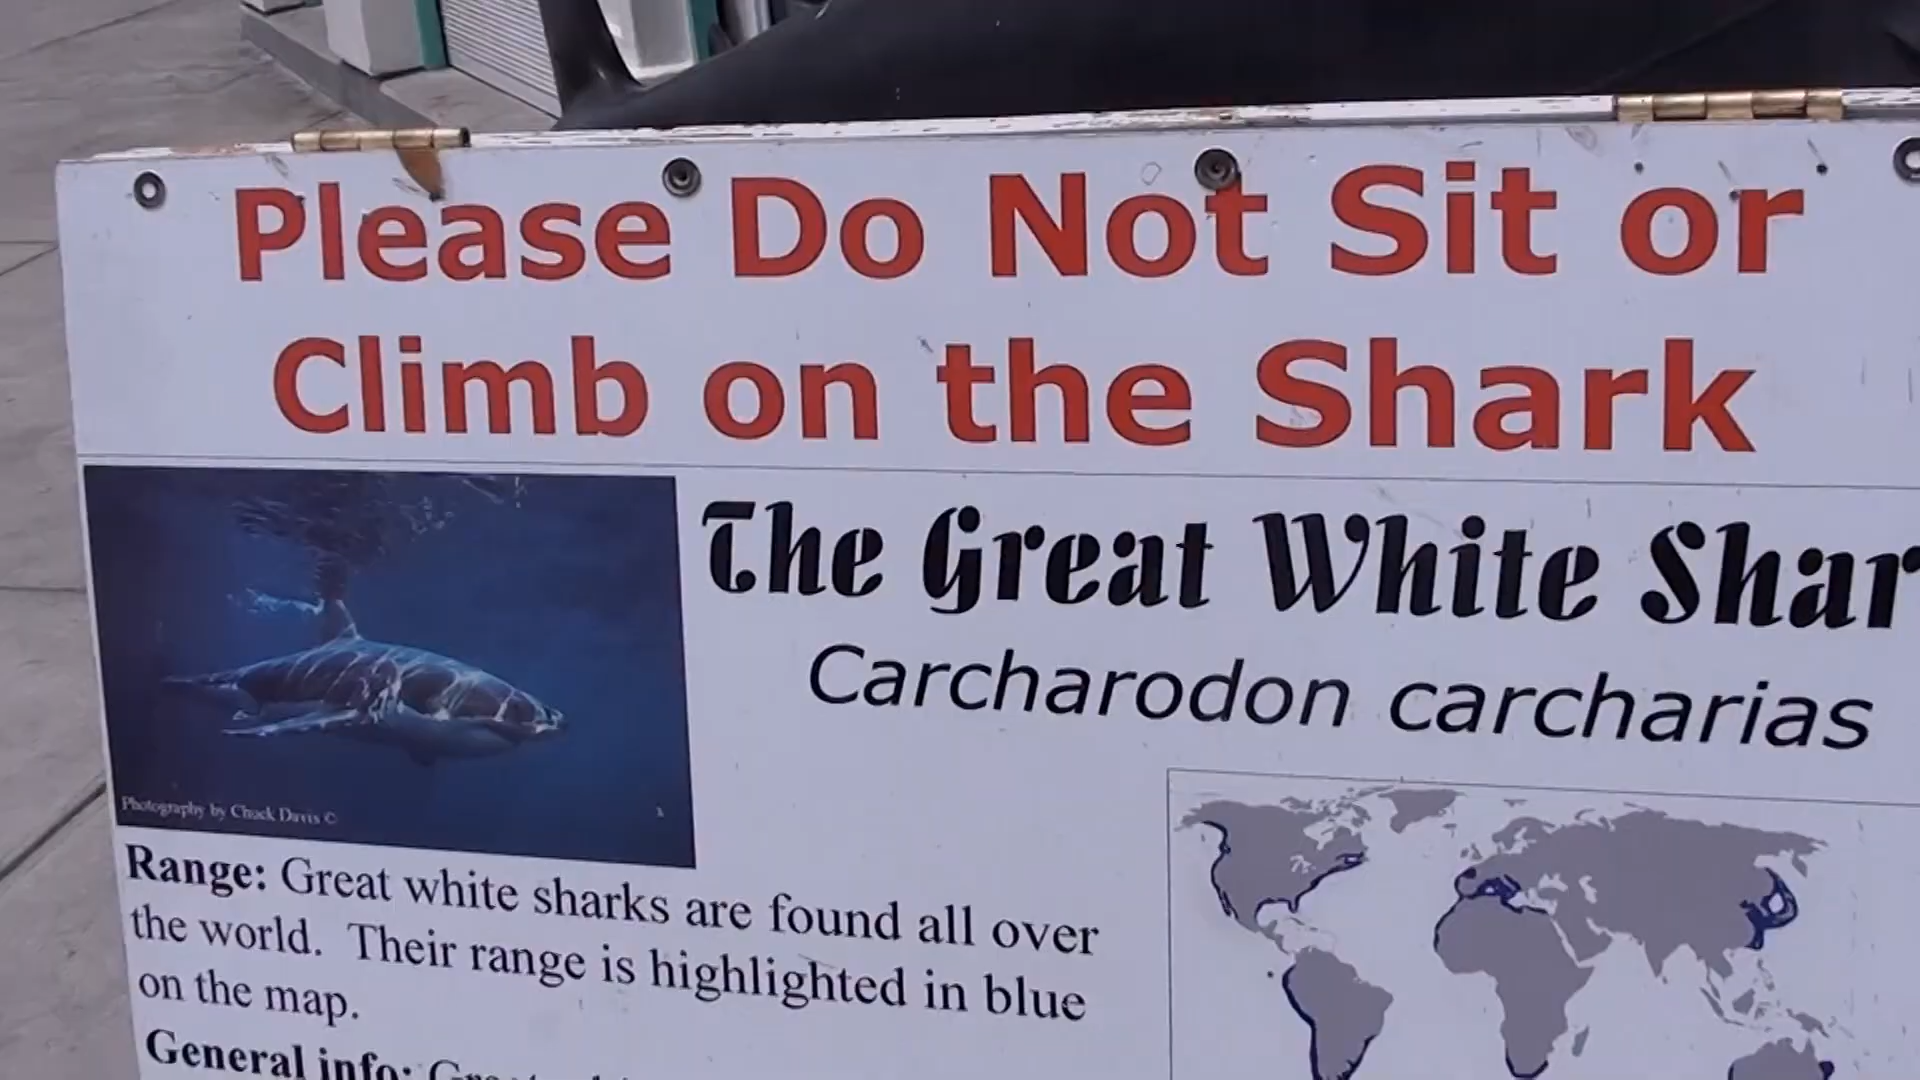 Please Do Not Sit or
Climb on the Shark
The Great White Shar
Carcharodon carcharias
Photography by Chuck Davis ©
Range: Great white sharks are found all over
the world. Their range is highlighted in blue
on the map.
General info: